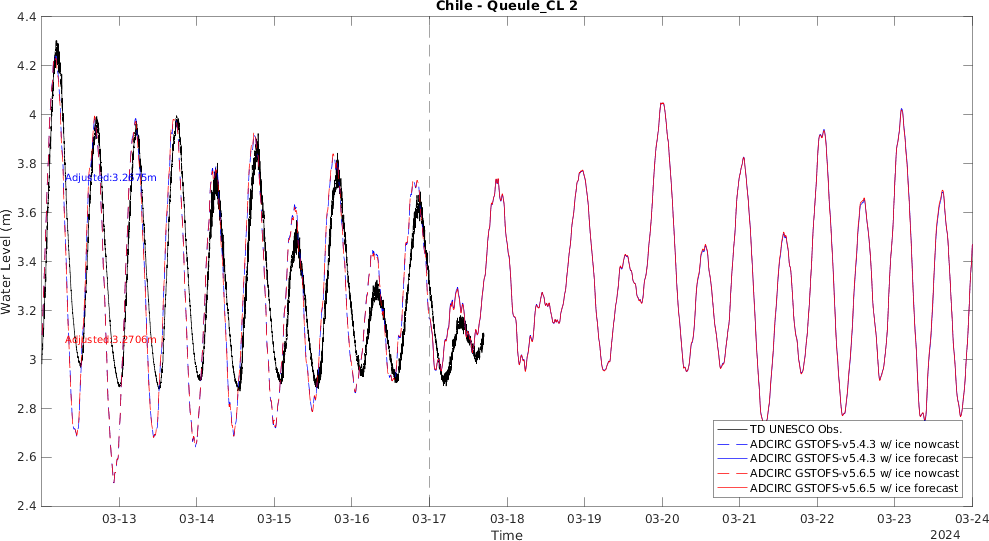 Chile - Queule_CL 2
4.4
4.2
4
3.8
3.6
3.4
3.2
3
2.8
2.6
2.4
Water Level (m)
Adjusted:3.2675m
Adjusted:3.2706m
TD UNESCO Obs.
ADCIRC GSTOFS-v5.4.3 w/ ice nowcast
ADCIRC GSTOFS-v5.4.3 w/ ice forecast
ADCIRC GSTOFS-v5.6.5 w/ ice nowcast
ADCIRC GSTOFS-v5.6.5 w/ ice forecast
03-13 03-14 03-15 03-16 03-17 03-18 03-19 03-20 03-21 03-22 03-23 03-24
Time
2024